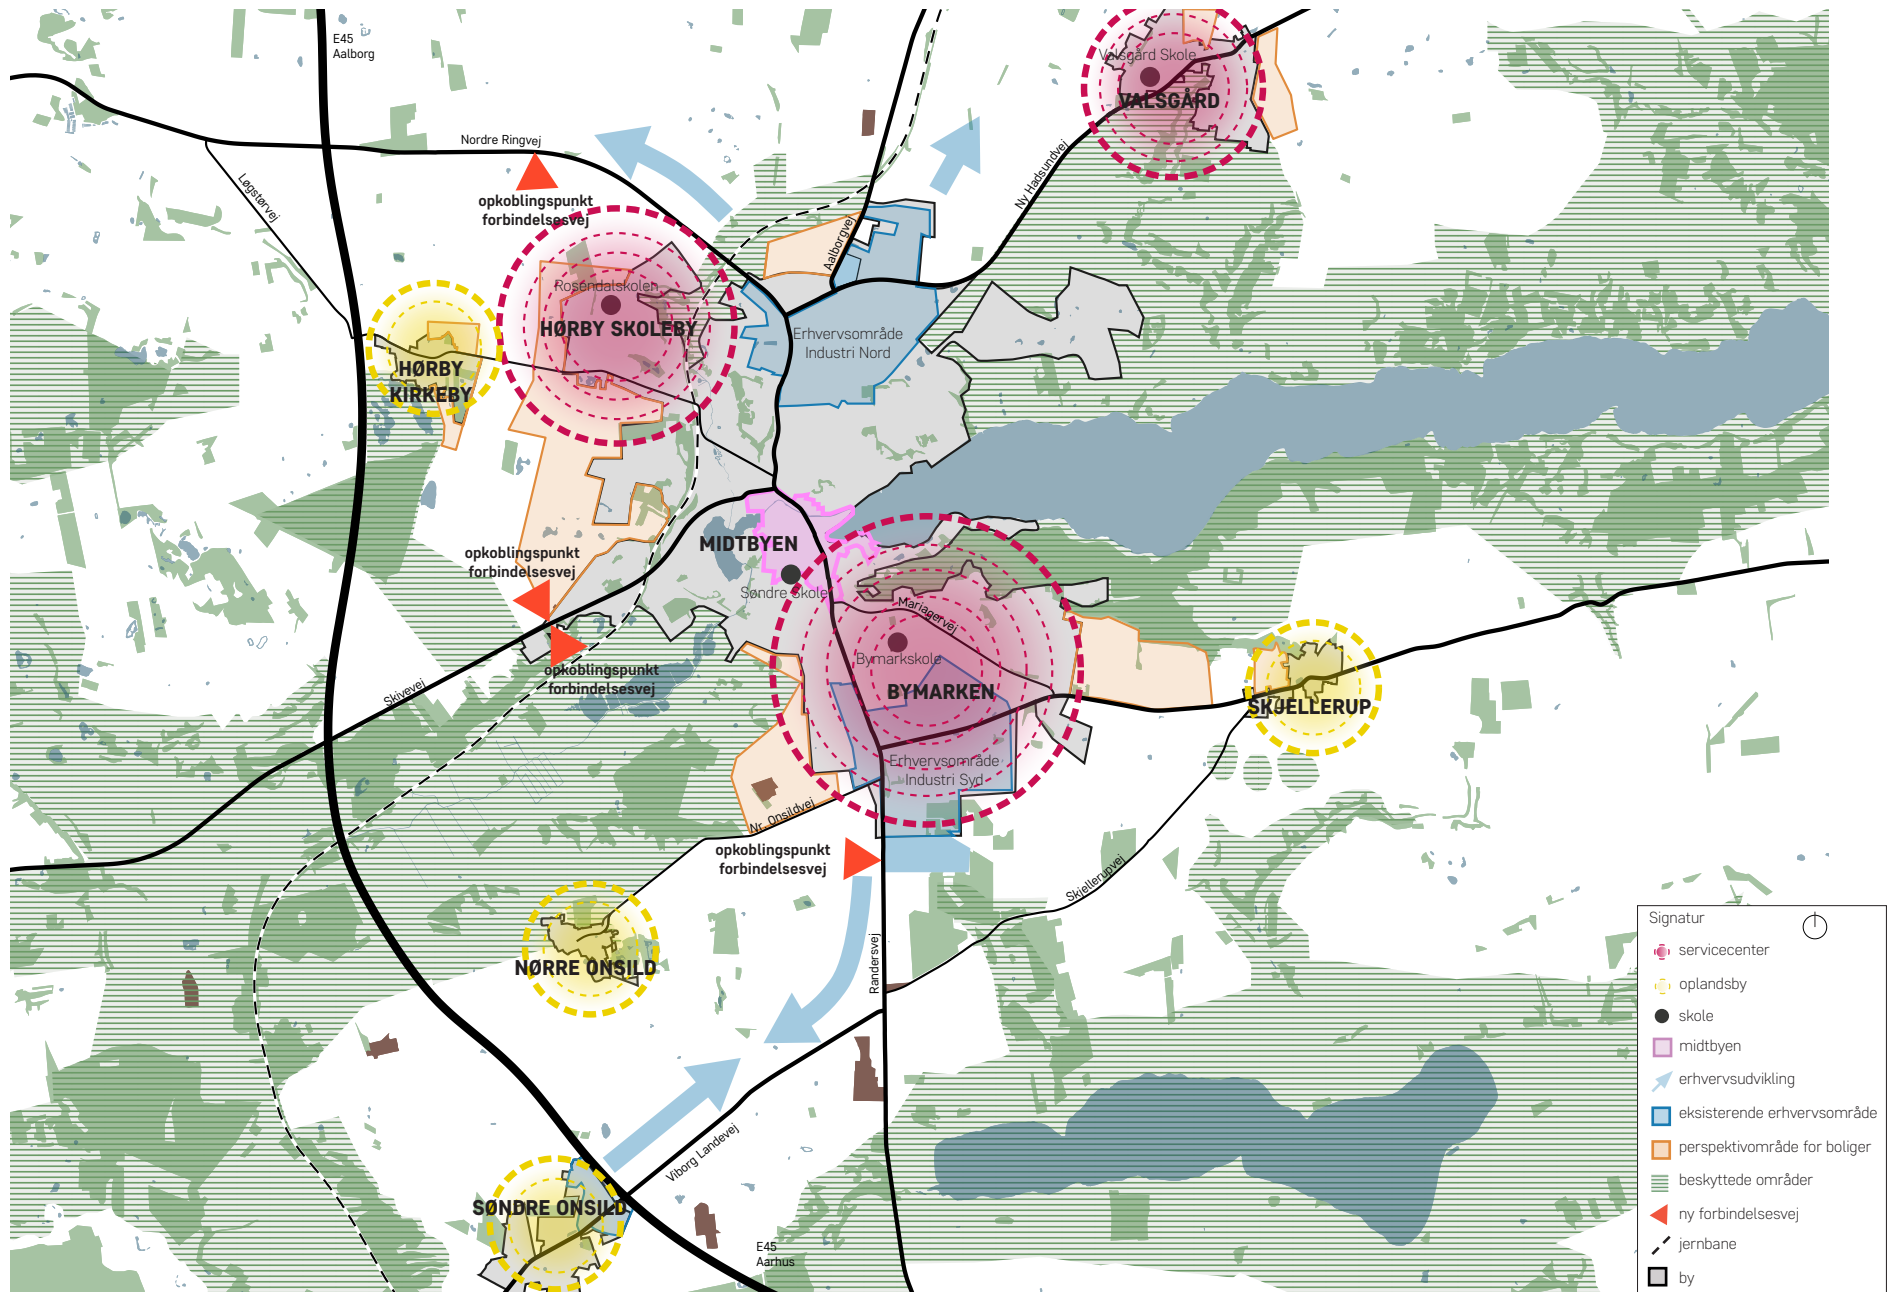 E45
Aalborg
Valsgård Skole
VALSGÅRD
Nordre Ringvej
Løgstørvej
Ny Hadsundvej
opkoblingspunkt
forbindelsesvej
Aalborgvej
Rosendalskolen
HØRBY SKOLEBY
Erhvervsområde
Industri Nord
HØRBY
KIRKEBY
MIDTBYEN
opkoblingspunkt
forbindelsesvej
Søndre Skole
Mariagervej
Bymarkskole
opkoblingspunkt
forbindelsesvej
Skivevej
BYMARKEN
SKJELLERUP
Erhvervsområde
Industri Syd
Nr. Onsildvej
opkoblingspunkt
forbindelsesvej
Skjellerupvej
NØRRE ONSILD
Randersvej
Viborg Landevej
SØNDRE ONSILD
E45
Aarhus
Signatur
servicecenter
oplandsby
skole
midtbyen
erhvervsudvikling
eksisterende erhvervsområde
perspektivområde for boliger
beskyttede områder
ny forbindelsesvej
jernbane
by